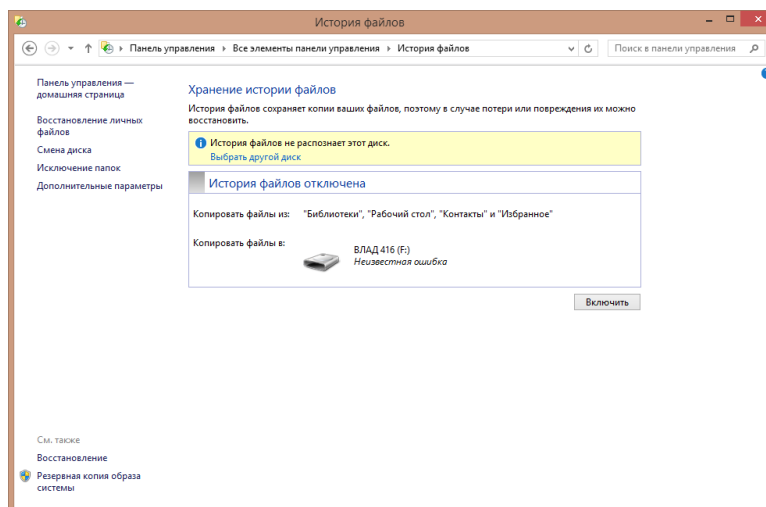 История файлов
Панель управления ▸ Все элементы панели управления ▸ История файлов
Поиск в панели управления
Панель управления —
домашняя страница
Восстановление личных
файлов
Смена диска
Исключение папок
Дополнительные параметры
Хранение истории файлов
История файлов сохраняет копии ваших файлов, поэтому в случае потери или повреждения их можно
восстановить.
История файлов не распознает этот диск.
Выбрать другой диск
История файлов отключена
Копировать файлы из: "Библиотеки", "Рабочий стол", "Контакты" и "Избранное"
Копировать файлы в:
ВЛАД 416 (F:)
Неизвестная ошибка
Включить
См. также
Восстановление
Резервная копия образа
системы